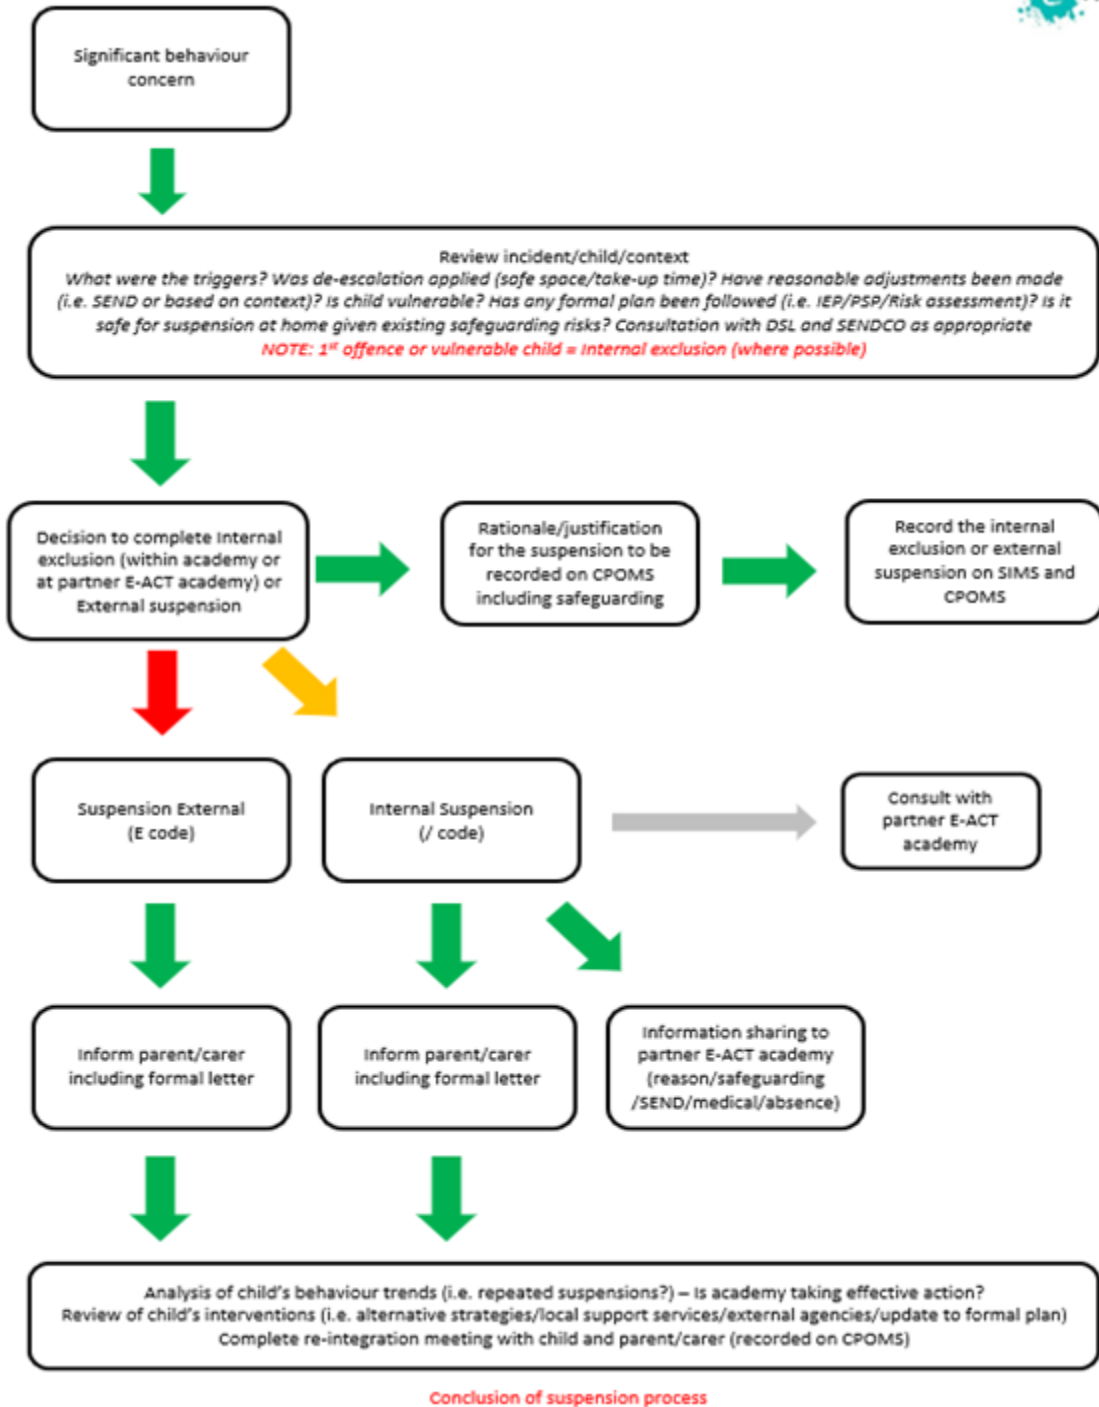 Significant behaviour
concern
Review incident/child/context
What were the triggers? Was de-escalation applied (safe space/take-up time)? Have reasonable adjustments been made
(i.e. SEND or based on context)? Is child vulnerable? Has any formal plan been followed (i.e. IEP/PSP/Risk assessment)? Is it
safe for suspension at home given existing safeguarding risks? Consultation with DSL and SENDCO as appropriate
NOTE: 1st offence or vulnerable child = Internal exclusion (where possible)
Decision to complete Internal
exclusion (within academy or
at partner E-ACT academy) or
External suspension
Rationale/justification
for the suspension to be
recorded on CPOMS
including safeguarding
Record the internal
exclusion or external
suspension on SIMS and
CPOMS
Suspension External
(E code)
Internal Suspension
(/ code)
Consult with
partner E-ACT
academy
Inform parent/carer
including formal letter
Inform parent/carer
including formal letter
Information sharing to
partner E-ACT academy
(reason/safeguarding
/SEND/medical/absence)
Analysis of child's behaviour trends (i.e. repeated suspensions?) – Is academy taking effective action?
Review of child's interventions (i.e. alternative strategies/local support services/external agencies/update to formal plan)
Complete re-integration meeting with child and parent/carer (recorded on CPOMS)
Conclusion of suspension process